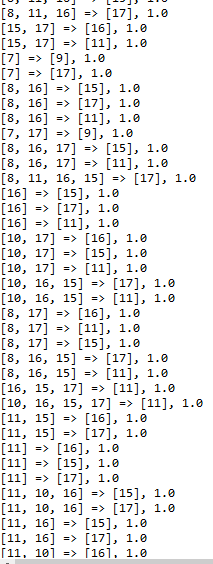 [8, 11, 16] => [15], 1.0
[8, 11, 16] => [17], 1.0
[15, 17] => [16], 1.0
[15, 17] => [11], 1.0
[7] => [9], 1.0
[7] => [17], 1.0
[8, 16] => [15], 1.0
[8, 16] => [17], 1.0
[8, 16] => [11], 1.0
[7, 17] => [9], 1.0
[8, 16, 17] => [15], 1.0
[8, 16, 17] => [11], 1.0
[8, 11, 16, 15] => [17], 1.0
[16] => [15], 1.0
[16] => [17], 1.0
[16] => [11], 1.0
[10, 17] => [16], 1.0
[10, 17] => [15], 1.0
[10, 17] => [11], 1.0
[10, 16, 15] => [17], 1.0
[10, 16, 15] => [11], 1.0
[8, 17] => [16], 1.0
[8, 17] => [11], 1.0
[8, 17] => [15], 1.0
[8, 16, 15] => [17], 1.0
[8, 16, 15] => [11], 1.0
[16, 15, 17] => [11], 1.0
[10, 16, 15, 17] => [11], 1.0
[11, 15] => [16], 1.0
[11, 15] => [17], 1.0
[11] => [16], 1.0
[11] => [15], 1.0
[11] => [17], 1.0
[11, 10, 16] => [15], 1.0
[11, 10, 16] => [17], 1.0
[11, 16] => [15], 1.0
[11, 16] => [17], 1.0
[11, 10] => [16], 1.0